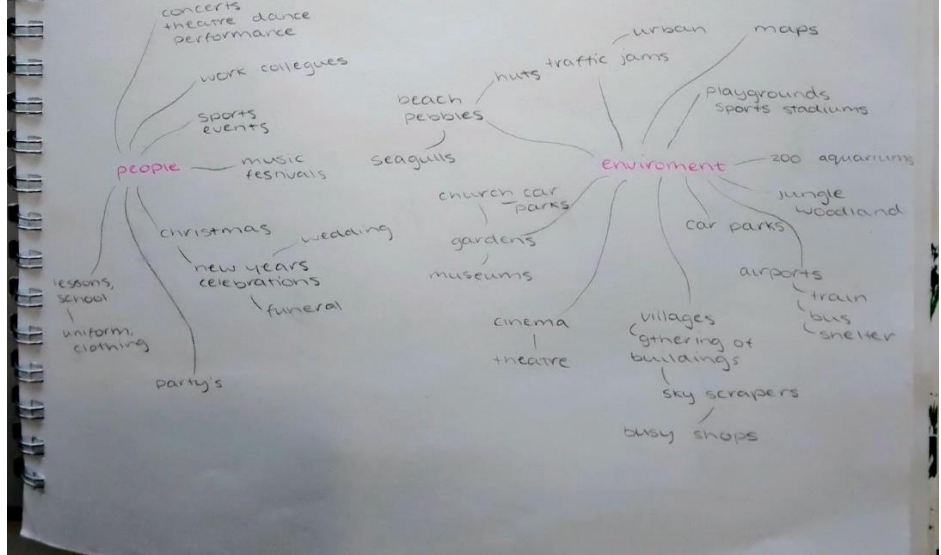 concerts
theatre dance
performance
work collegues
sports
events
people
music
festivals
christmas
wedding
new years
celebrations
funeral
lessons,
school
uniform,
clothing
party's
urban
maps
huts
traffic jams
beach
pebbles
playgrounds
sports stadiums
seagulls
enviroment
zoo aquariums
church car
parks
jungle
woodland
gardens
car parks
museums
airports
train
bus
shelter
cinema
theatre
villages
gthering of
buildings
sky scrapers
busy shops